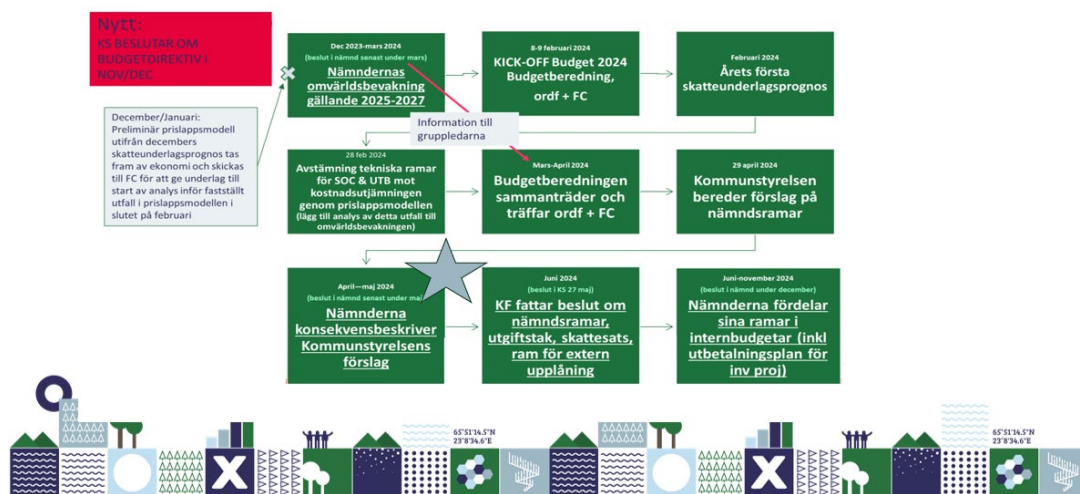 Nytt:
KS BESLUTAR OM
BUDGETDIREKTIV I
NOV/DEC
December/Januari:
Preliminär prislappsmodell
utifrån decembers
skatteunderlagsprognos tas
fram av ekonomi och skickas
till FC för att ge underlag till
start av analys inför fastställt
utfall i prislappsmodellen i
slutet på februari
Dec 2023-mars 2024
(beslut i nämnd senast under mars)
Nämndernas
omvärldsbevakning
gällande 2025-2027
8-9 februari 2024
KICK-OFF Budget 2024
Budgetberedning,
ordf + FC
Februari 2024
Årets första
skatteunderlagsprognos
Information till
gruppledarna
28 feb 2024
Avstämning tekniska ramar
för SOC & UTB mot
kostnadsutjämningen
genom prislappsmodellen
(lägg till analys av detta utfall till
omvärldsbevakningen)
Mars-April 2024
Budgetberedningen
sammanträder och
träffar ordf + FC
29 april 2024
Kommunstyrelsen
bereder förslag på
nämndsramar
April—maj 2024
(beslut i nämnd senast under
Nämnderna
konsekvensbeskriver
Kommunstyrelsens
förslag
Juni 2024
(beslut i KS 27 maj)
KF fattar beslut om
nämndsramar,
utgiftstak, skattesats,
ram för extern
upplåning
Juni-november 2024
(beslut i nämnd under december)
Nämnderna fördelar
sina ramar i
internbudgetar (inkl
utbetalningsplan för
inv proj)
65°51'14.5"N
23°8'34.6"E
65°51'14.5"N
23°8'34.6"E